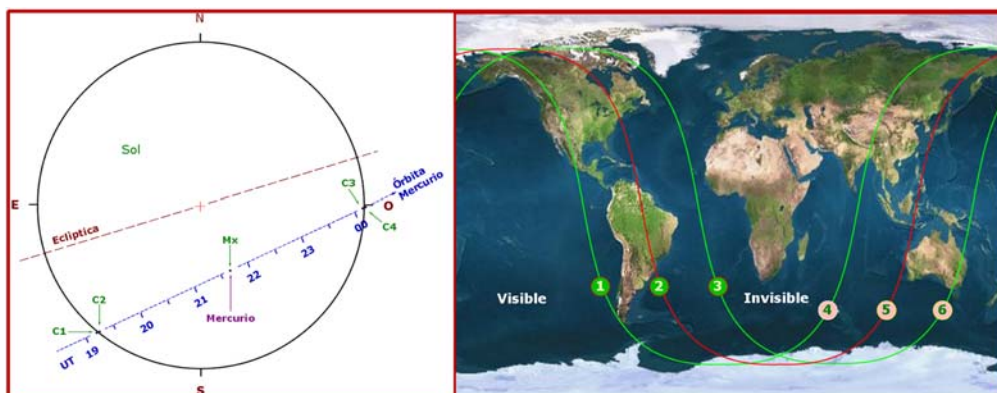 N
Sol
E
Eclíptica
Mx
C3
Órbita
Mercurio
O
C4
00
23
22
21
20
19
UT
Mercurio
C2
C1
S
Visible
1
2
3
Invisible
4
5
6